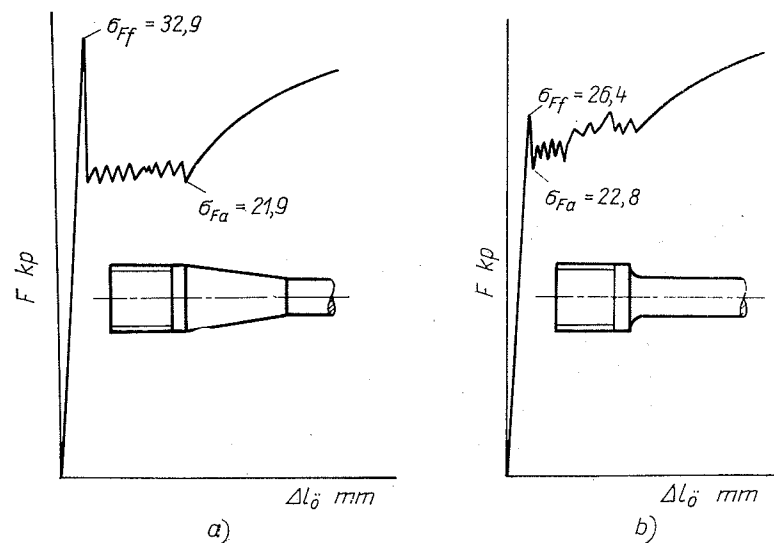 σFf = 32,9
σFa = 21,9
F kp
Δlö mm
a)
σFf = 26,4
σFa = 22,8
F kp
Δlö mm
b)